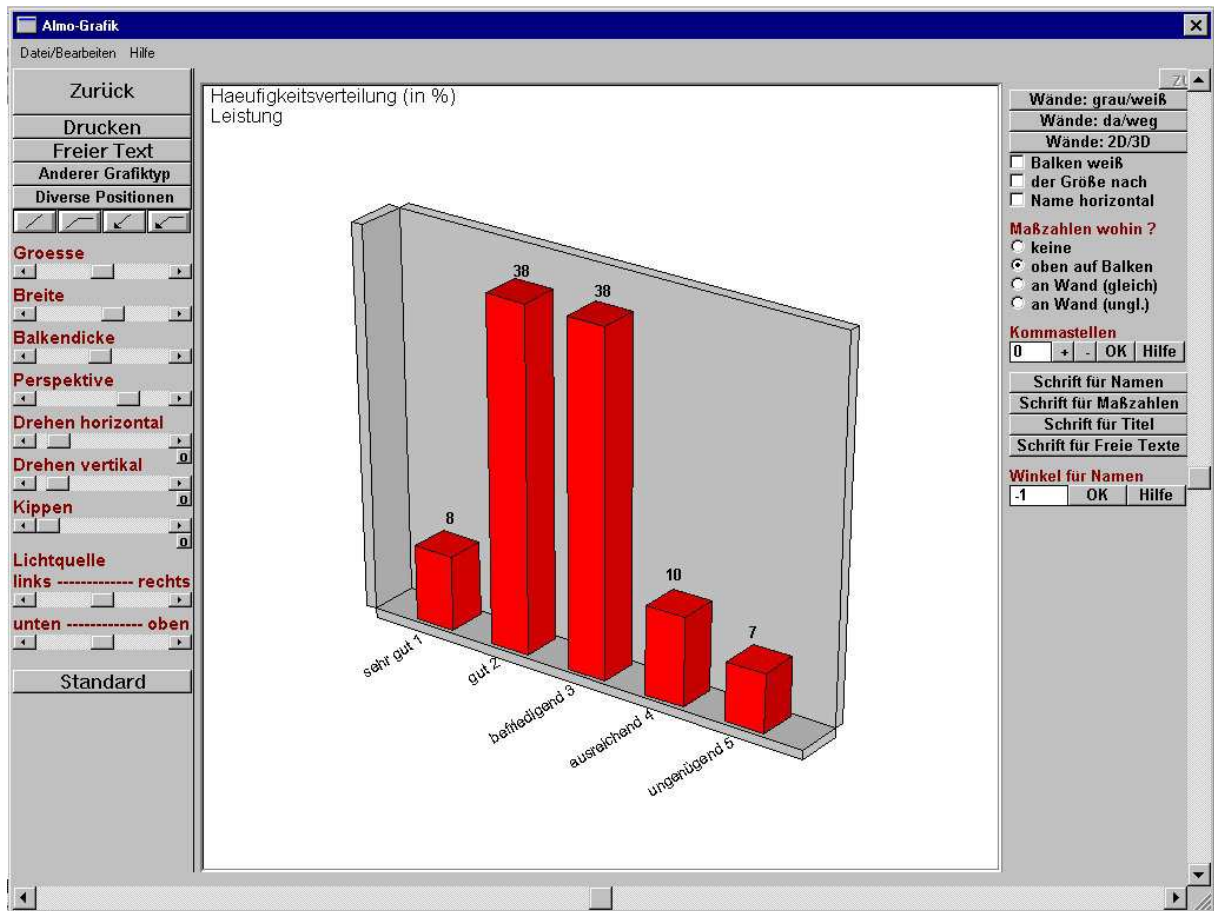 Almo-Grafik
Datei/Bearbeiten Hilfe
Zurück
Drucken
Freier Text
Anderer Grafiktyp
Diverse Positionen
Groesse
Breite
Balkendicke
Perspektive
Drehen horizontal
0
Drehen vertikal
0
Kippen
0
Lichtquelle
links ------------- rechts
unten ------------- oben
Standard
Haeufigkeitsverteilung (in %)
Leistung
38
38
8
10
7
sehr gut 1
gut 2
befriedigend 3
ausreichend 4
ungenügend 5
Wände: grau/weiß
Wände: da/weg
Wände: 2D/3D
Balken weiß
der Größe nach
Name horizontal
Maßzahlen wohin ?
keine
oben auf Balken
an Wand (gleich)
an Wand (ungl.)
Kommastellen
0 + - OK Hilfe
Schrift für Namen
Schrift für Maßzahlen
Schrift für Titel
Schrift für Freie Texte
Winkel für Namen
-1 OK Hilfe